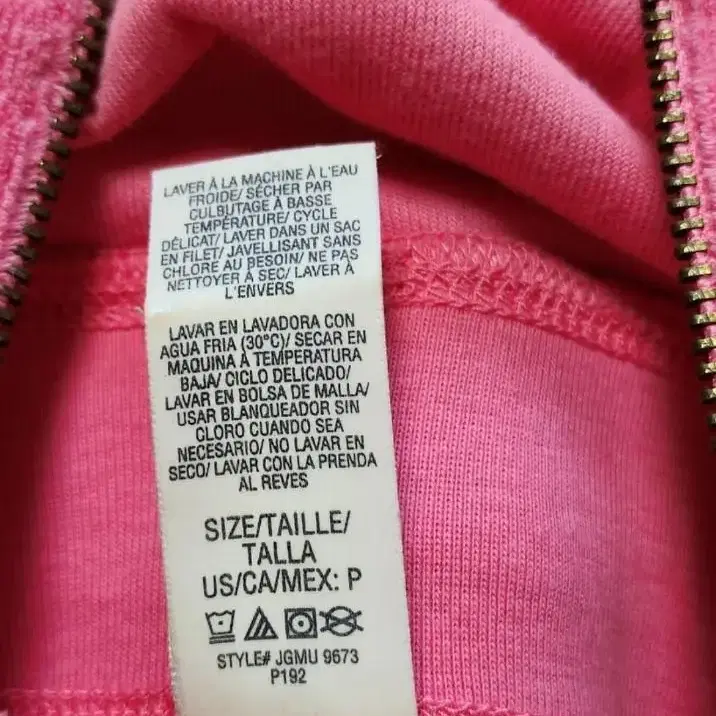 LAVER À LA MACHINE À L'EAU
FROIDE/ SÉCHER PAR
CULBUTAGE À BASSE
TEMPÉRATURE/ CYCLE
DÉLICAT/ LAVER DANS UN SAC
EN FILET/ JAVELLISANT SANS
CHLORE AU BESOIN/ NE PAS
NETTOYER À SEC/ LAVER À
L'ENVERS
LAVAR EN LAVADORA CON
AGUA FRIA (30°C)/ SECAR EN
MAQUINA À TEMPERATURA
BAJA/ CICLO DELICADO/
LAVAR EN BOLSA DE MALLA/
USAR BLANQUEADOR SIN
CLORO CUANDO SEA
NECESARIO/ NO LAVAR EN
SECO/ LAVAR CON LA PRENDA
AL REVES
SIZE/TAILLE/
TALLA
US/CA/MEX: P
STYLE# JGMU 9673
P192